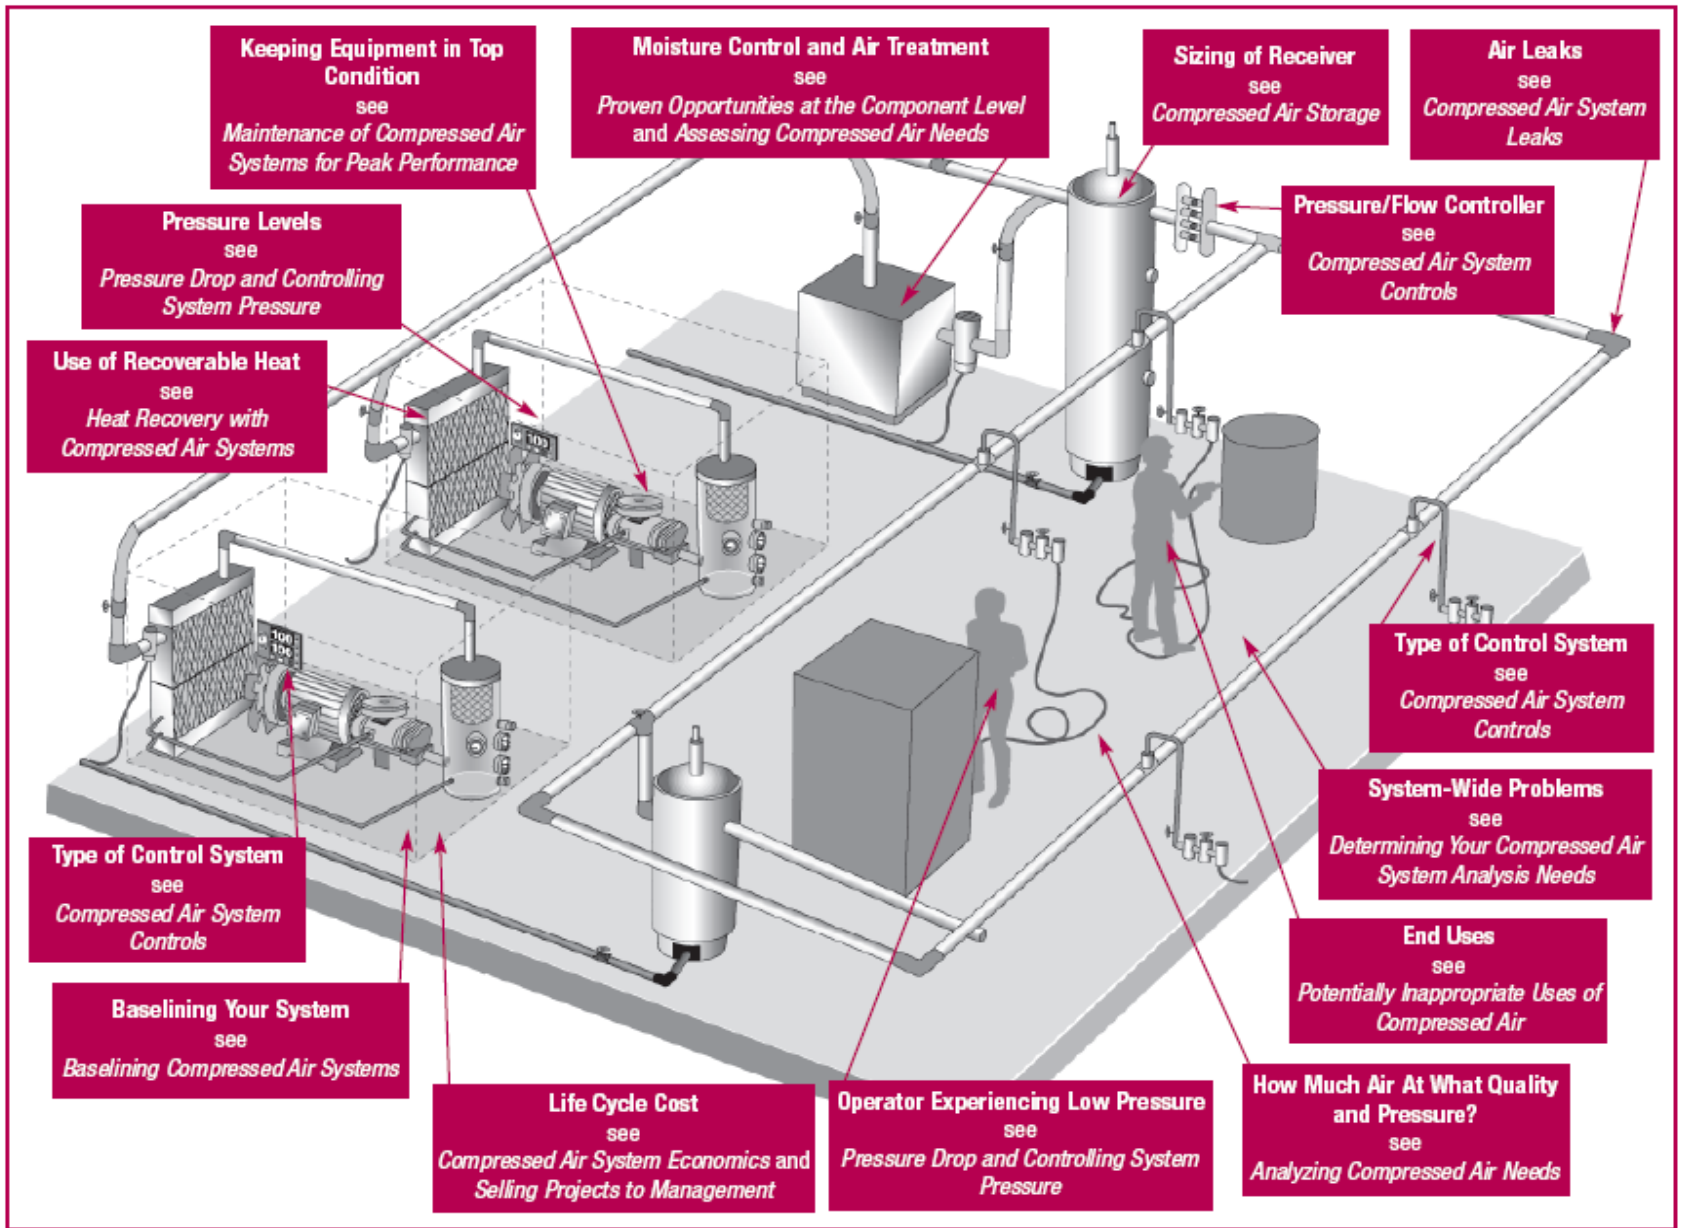 Keeping Equipment in Top
Condition
see
Maintenance of Compressed Air
Systems for Peak Performance
Moisture Control and Air Treatment
see
Proven Opportunities at the Component Level
and Assessing Compressed Air Needs
Sizing of Receiver
see
Compressed Air Storage
Air Leaks
see
Compressed Air System
Leaks
Pressure Levels
see
Pressure Drop and Controlling
System Pressure
Pressure/Flow Controller
see
Compressed Air System
Controls
Use of Recoverable Heat
see
Heat Recovery with
Compressed Air Systems
100
100
100
Type of Control System
see
Compressed Air System
Controls
Type of Control System
see
Compressed Air System
Controls
System-Wide Problems
see
Determining Your Compressed Air
System Analysis Needs
End Uses
see
Potentially Inappropriate Uses of
Compressed Air
Baselining Your System
see
Baselining Compressed Air Systems
Life Cycle Cost
see
Compressed Air System Economics and
Selling Projects to Management
Operator Experiencing Low Pressure
see
Pressure Drop and Controlling System
Pressure
How Much Air At What Quality
and Pressure?
see
Analyzing Compressed Air Needs